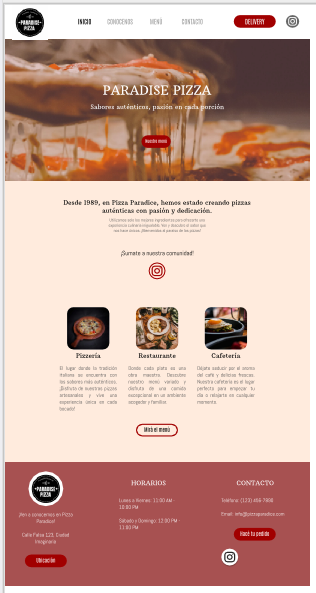 PARADISE
PIZZA
INICIO
CONOCENOS
MENÚ
CONTACTO
DELIVERY
PARADISE PIZZA
Sabores auténticos, pasión en cada porción
Nuestro menú
Desde 1989, en Pizza Paradice, hemos estado creando pizzas
auténticas con pasión y dedicación.
Utilizamos solo los mejores ingredientes para ofrecerte una
experiencia culinaria inigualable. Ven y descubre el sabor que
nos hace únicos. ¡Bienvenidos al paraíso de las pizzas!
¡Sumate a nuestra comunidad!
Pizzería
El lugar donde la tradición
italiana se encuentra con
los sabores más auténticos.
¡Disfruta de nuestras pizzas
artesanales y vive una
experiencia única en cada
bocado!
Restaurante
Donde cada plato es una
obra maestra. Descubre
nuestro menú variado y
disfruta de una comida
excepcional en un ambiente
acogedor y familiar.
Cafetería
Déjate seducir por el aroma
del café y delicias frescas.
Nuestra cafetería es el lugar
perfecto para empezar tu
día o relajarte en cualquier
momento.
Mirá el menú
PARADISE
PIZZA
¡Ven a conocernos en Pizza
Paradice!
Calle Falsa 123, Ciudad
Imaginaria
Ubicación
HORARIOS
Lunes a Viernes: 11:00 AM -
10:00 PM
Sábado y Domingo: 12:00 PM -
11:00 PM
CONTACTO
Teléfono: (123) 456-7890
Email: info@pizzaparadice.com
Hacé tu pedido